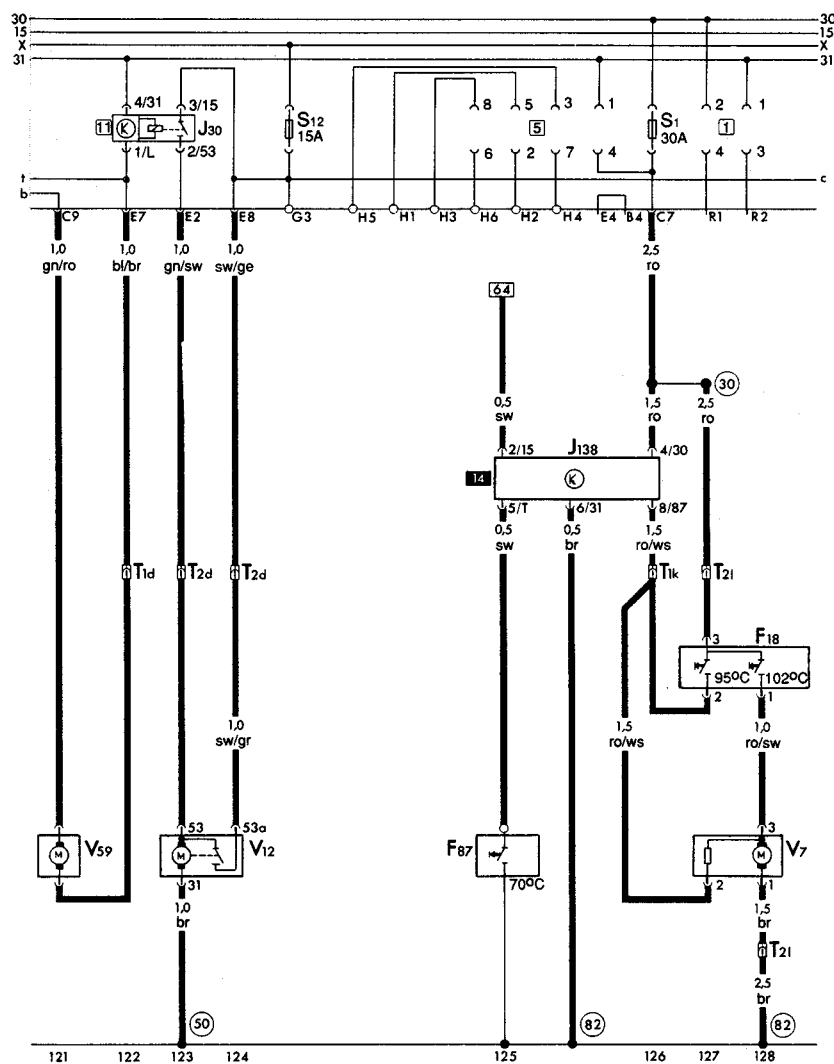 30 30
15 15
X X
31 31
4/31 3/15 8 5 3 1 2 1
11 K J30 S12 15A 5 S1 30A 1
1/L 2/53 6 2 7 4 4 3
t c
b
C9 E7 E2 E8 G3 H5 H1 H3 H6 H2 H4 E4 B4 C7 R1 R2
1,0 1,0 1,0 1,0 2,5
gn/ro bl/br gn/sw sw/ge ro
64
30
0,5 1,5 2,5
sw ro ro
2/15 J138 4/30
14 K
5/T 6/31 8/87
0,5 0,5 1,5
sw br ro/ws
T1d T2d T2d T1k T2l
3 F18
95°C 102°C
2 1
1,0 1,5 1,0
sw/gr ro/ws ro/sw
53 53a 3
M V59 M V12 F87 M V7
31 70°C 2 1
1,0 1,5
br br
T2l
2,5
br
50 82 82
121 122 123 124 125 126 127 128